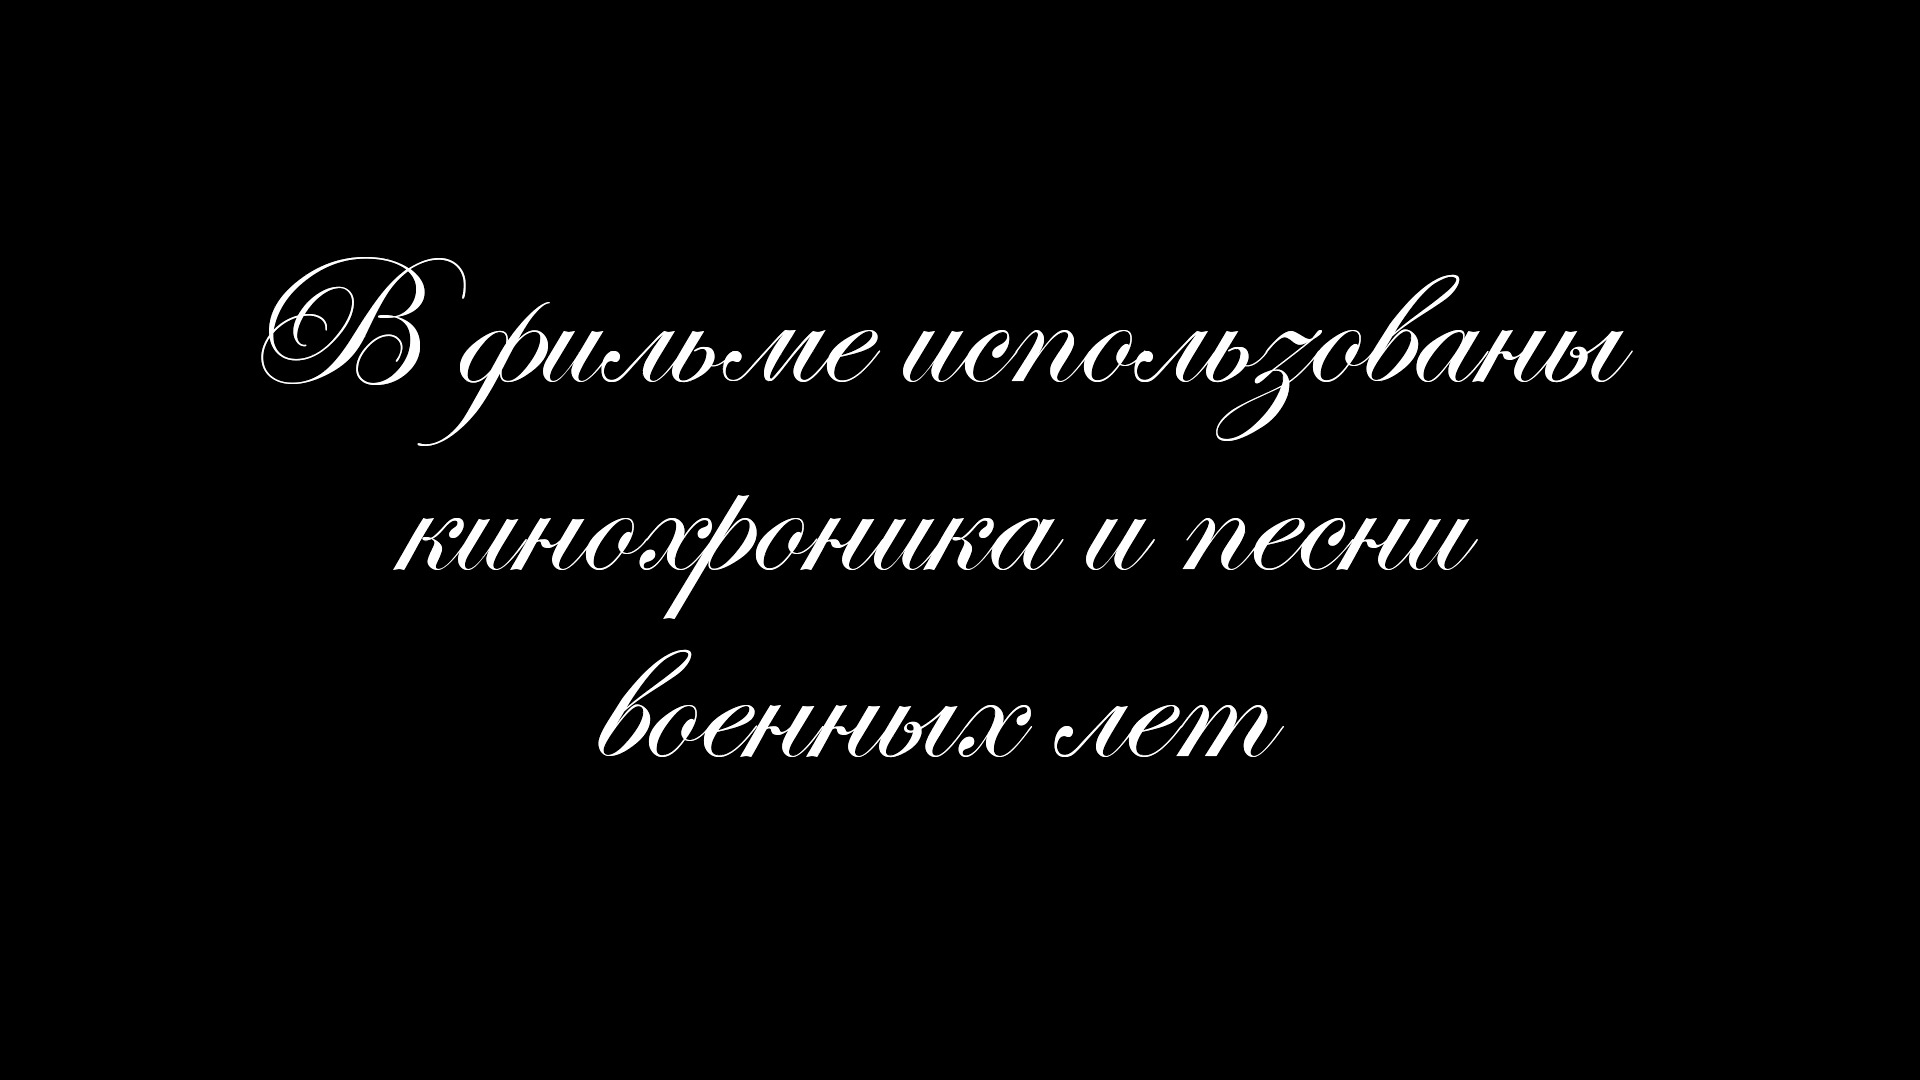 В фильме использованы
кинохроника и песни
военных лет